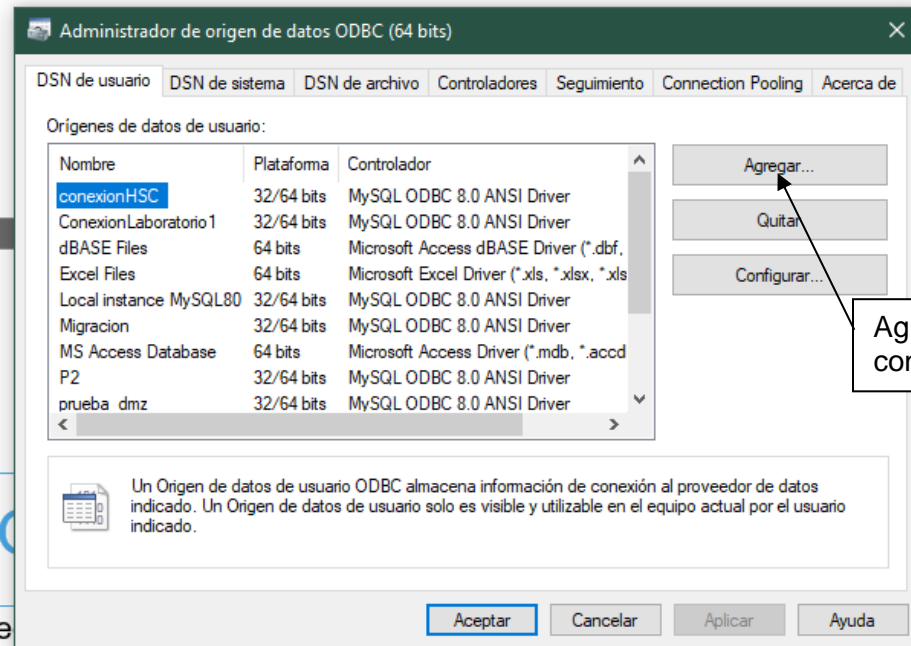 Administrador de origen de datos ODBC (64 bits)
DSN de usuario DSN de sistema DSN de archivo Controladores Seguimiento Connection Pooling Acerca de
Orígenes de datos de usuario:
Nombre Plataforma Controlador
conexionHSC 32/64 bits MySQL ODBC 8.0 ANSI Driver
ConexionLaboratorio1 32/64 bits MySQL ODBC 8.0 ANSI Driver
dBASE Files 64 bits Microsoft Access dBASE Driver (*.dbf,
Excel Files 64 bits Microsoft Excel Driver (*.xls, *.xlsx, *.xls
Local instance MySQL80 32/64 bits MySQL ODBC 8.0 ANSI Driver
Migracion 32/64 bits MySQL ODBC 8.0 ANSI Driver
MS Access Database 64 bits Microsoft Access Driver (*.mdb, *.accd
P2 32/64 bits MySQL ODBC 8.0 ANSI Driver
prueba_dmz 32/64 bits MySQL ODBC 8.0 ANSI Driver
Agregar...
Quitar
Configurar...
Un Origen de datos de usuario ODBC almacena información de conexión al proveedor de datos
indicado. Un Origen de datos de usuario solo es visible y utilizable en el equipo actual por el usuario
indicado.
Aceptar Cancelar Aplicar Ayuda